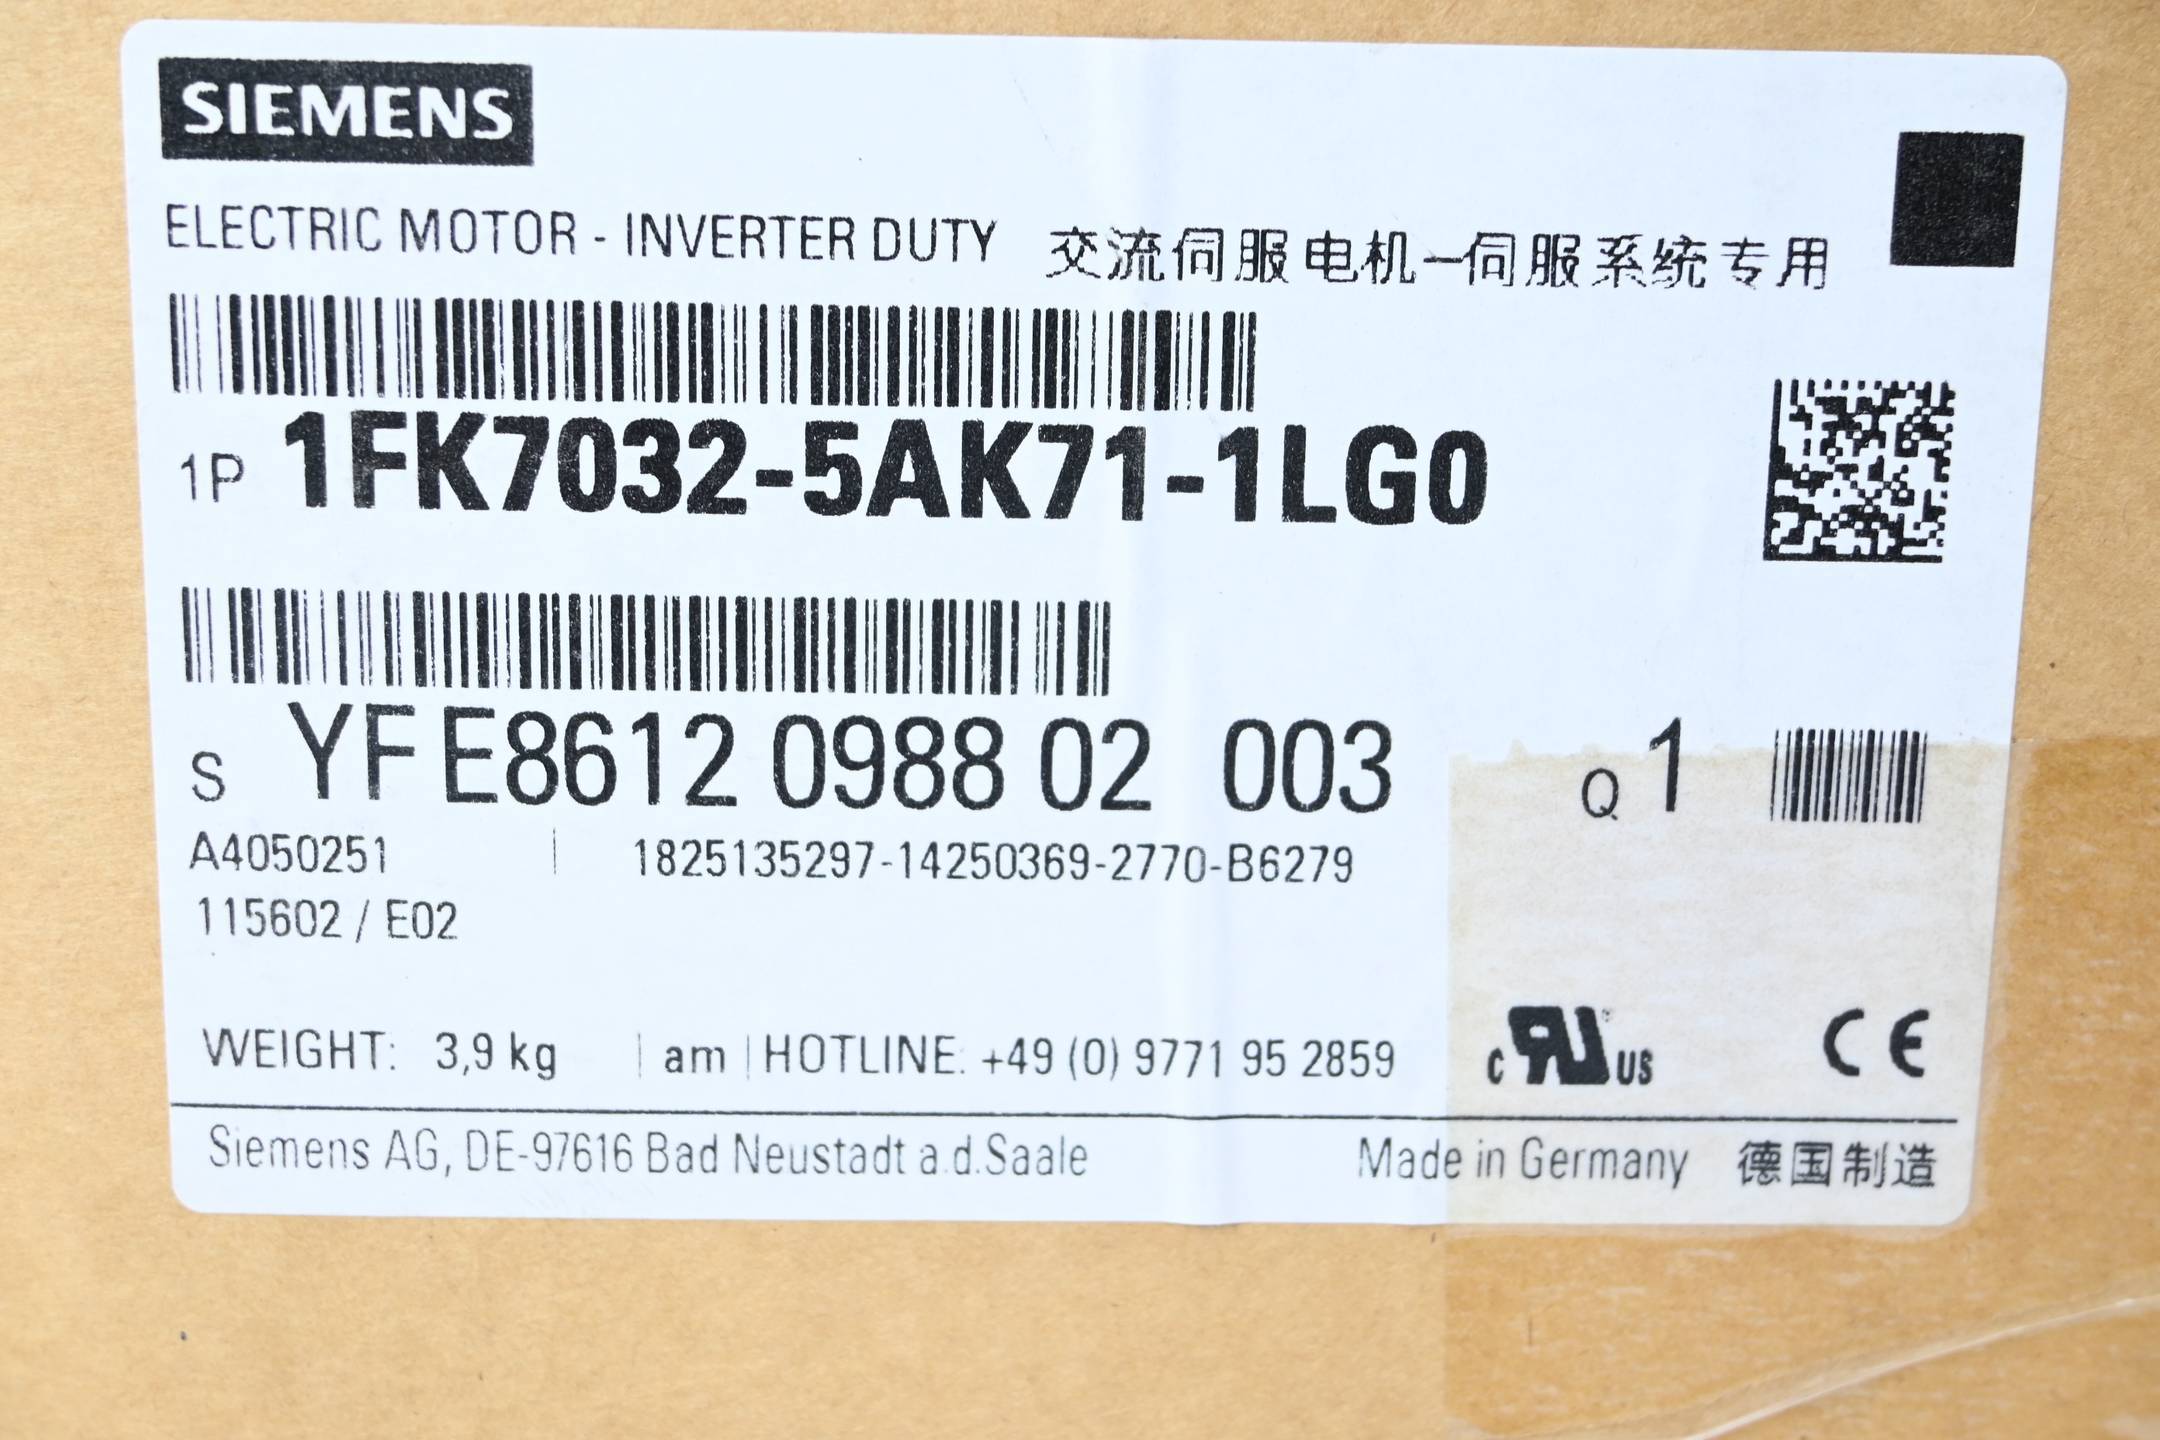 SIEMENS
ELECTRIC MOTOR - INVERTER DUTY 交流伺服电机–伺服系统专用
1P 1FK7032-5AK71-1LG0
S YF E8612 0988 02 003 Q 1
A4050251 | 1825135297-14250369-2770-B6279
115602 / E02
WEIGHT: 3,9 kg | am | HOTLINE: +49 (0) 9771 95 2859 c RU® US CE
Siemens AG, DE-97616 Bad Neustadt a.d.Saale Made in Germany 德国制造